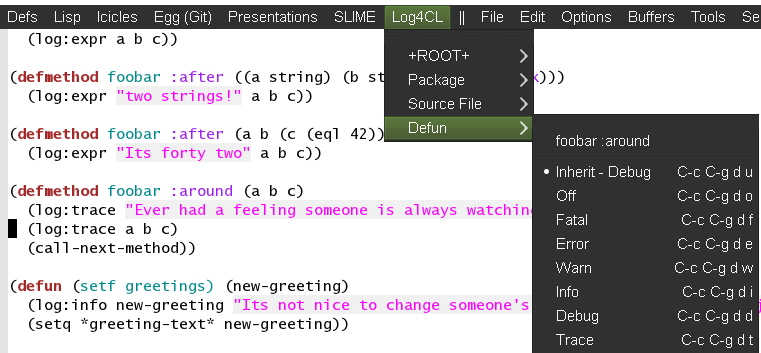 Defs Lisp Icicles Egg (Git) Presentations SLIME Log4CL || File Edit Options Buffers Tools Se
(log:expr a b c))
(defmethod foobar :after ((a string) (b st
)))
(log:expr "two strings!" a b c))
(defmethod foobar :after (a b (c (eql 42))
(log:expr "Its forty two" a b c))
(defmethod foobar :around (a b c)
(log:trace "Ever had a feeling someone is always watchin
(log:trace a b c)
(call-next-method))
(defun (setf greetings) (new-greeting)
(log:info new-greeting "Its not nice to change someone's
(setq *greeting-text* new-greeting))
+ROOT+
Package
Source File
Defun
foobar :around
• Inherit - Debug C-c C-g d u
Off C-c C-g d o
Fatal C-c C-g d f
Error C-c C-g d e
Warn C-c C-g d w
Info C-c C-g d i
Debug C-c C-g d d
Trace C-c C-g d t